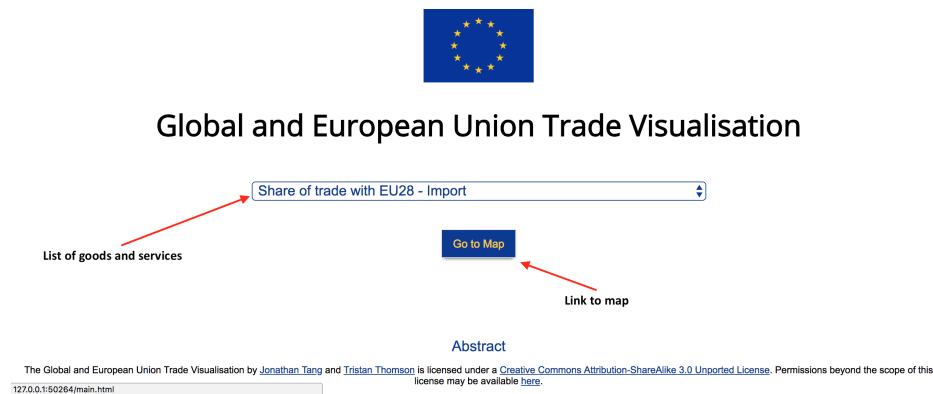 Global and European Union Trade Visualisation
Share of trade with EU28 - Import
List of goods and services
Go to Map
Link to map
Abstract
The Global and European Union Trade Visualisation by Jonathan Tang and Tristan Thomson is licensed under a Creative Commons Attribution-ShareAlike 3.0 Unported License. Permissions beyond the scope of this
license may be available here.
127.0.0.1:50264/main.html